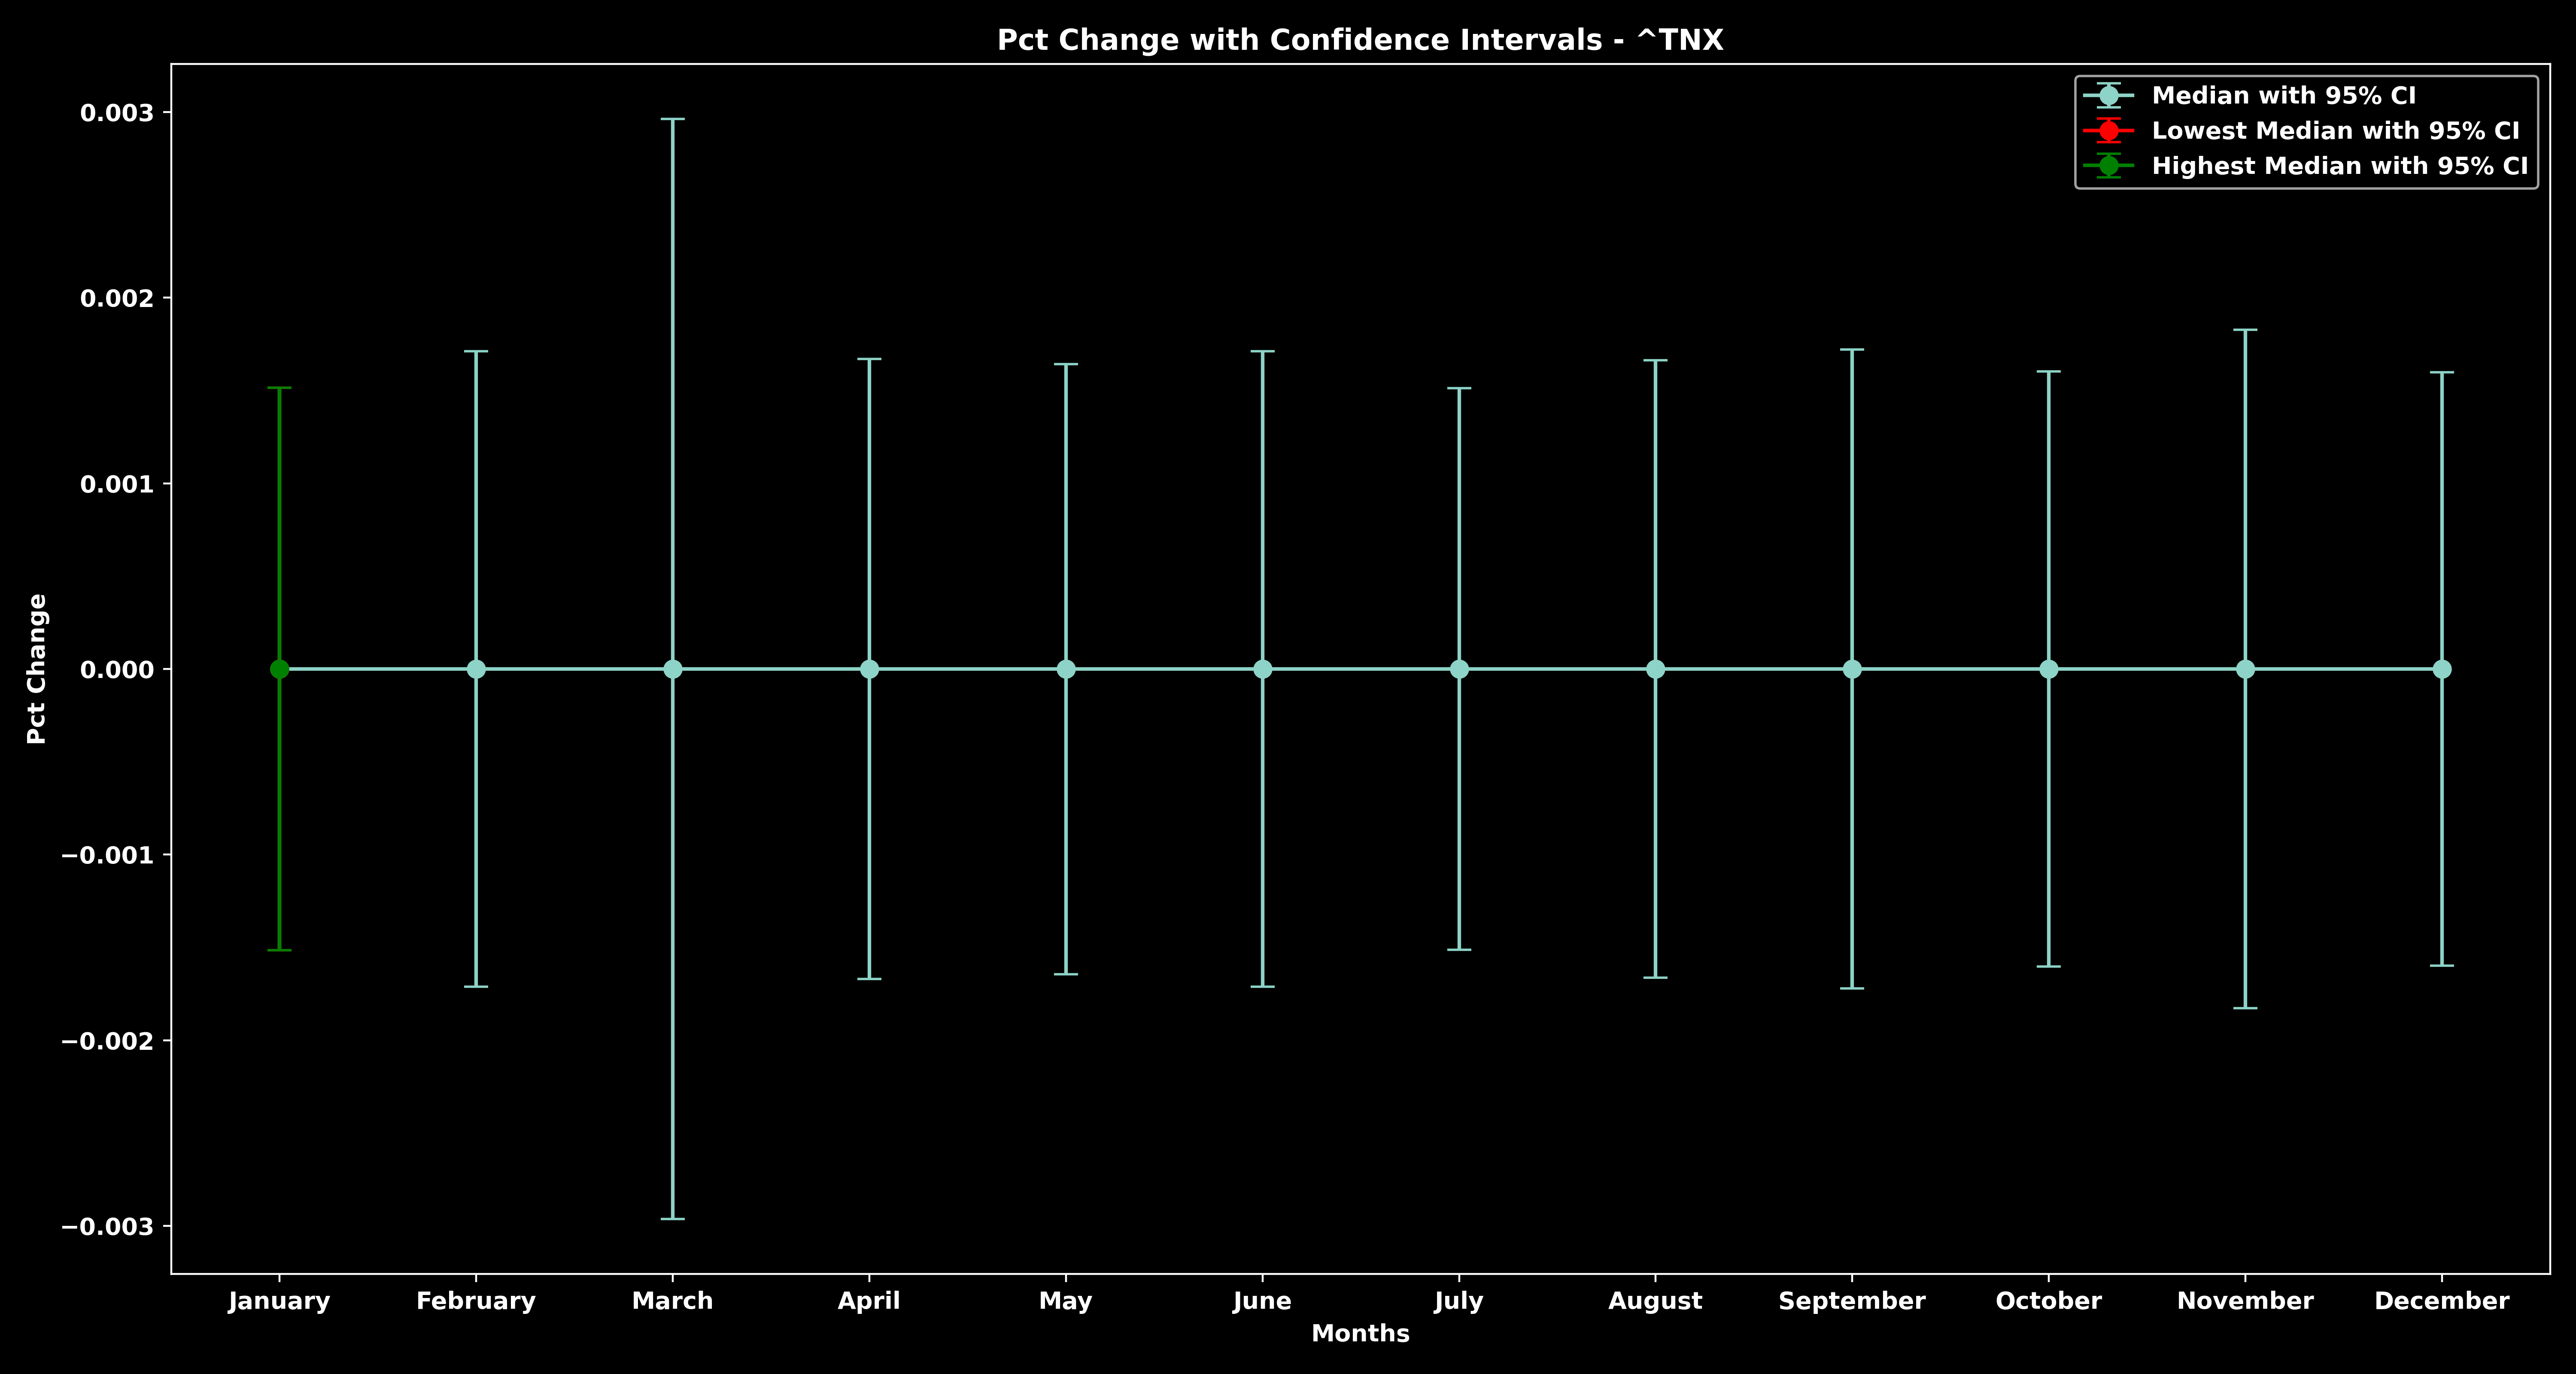 Pct Change with Confidence Intervals - ^TNX
Median with 95% CI
Lowest Median with 95% CI
Highest Median with 95% CI
0.003
0.002
0.001
0.000
−0.001
−0.002
−0.003
Pct Change
January February March April May June July August September October November December
Months